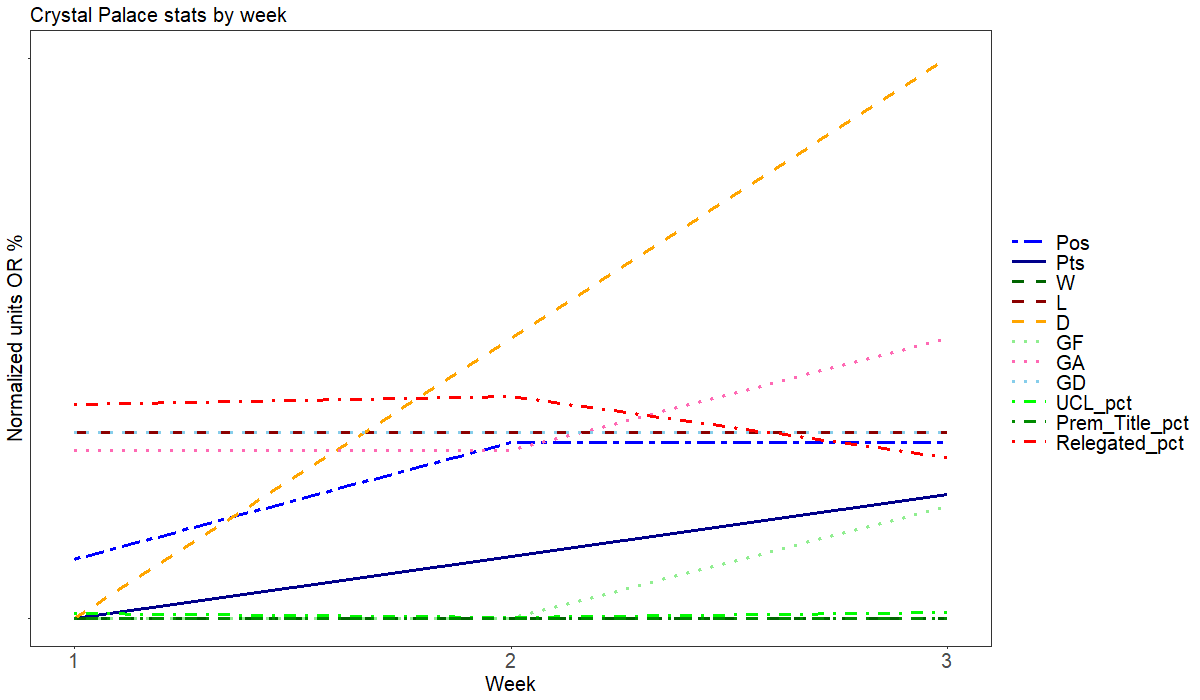 Crystal Palace stats by week
Normalized units OR %
Pos
Pts
W
L
D
GF
GA
GD
UCL_pct
Prem_Title_pct
Relegated_pct
1
2
3
Week